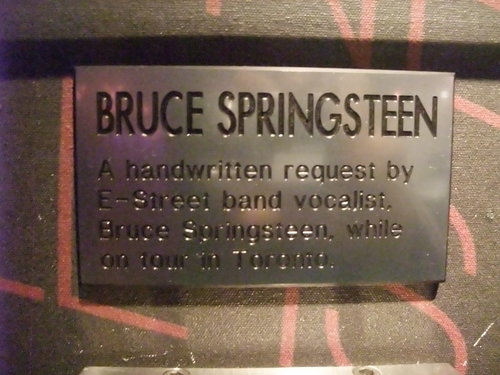 BRUCE SPRINGSTEEN
A handwritten request by
E-Street band vocalist,
Bruce Springsteen, while
on tour in Toronto.